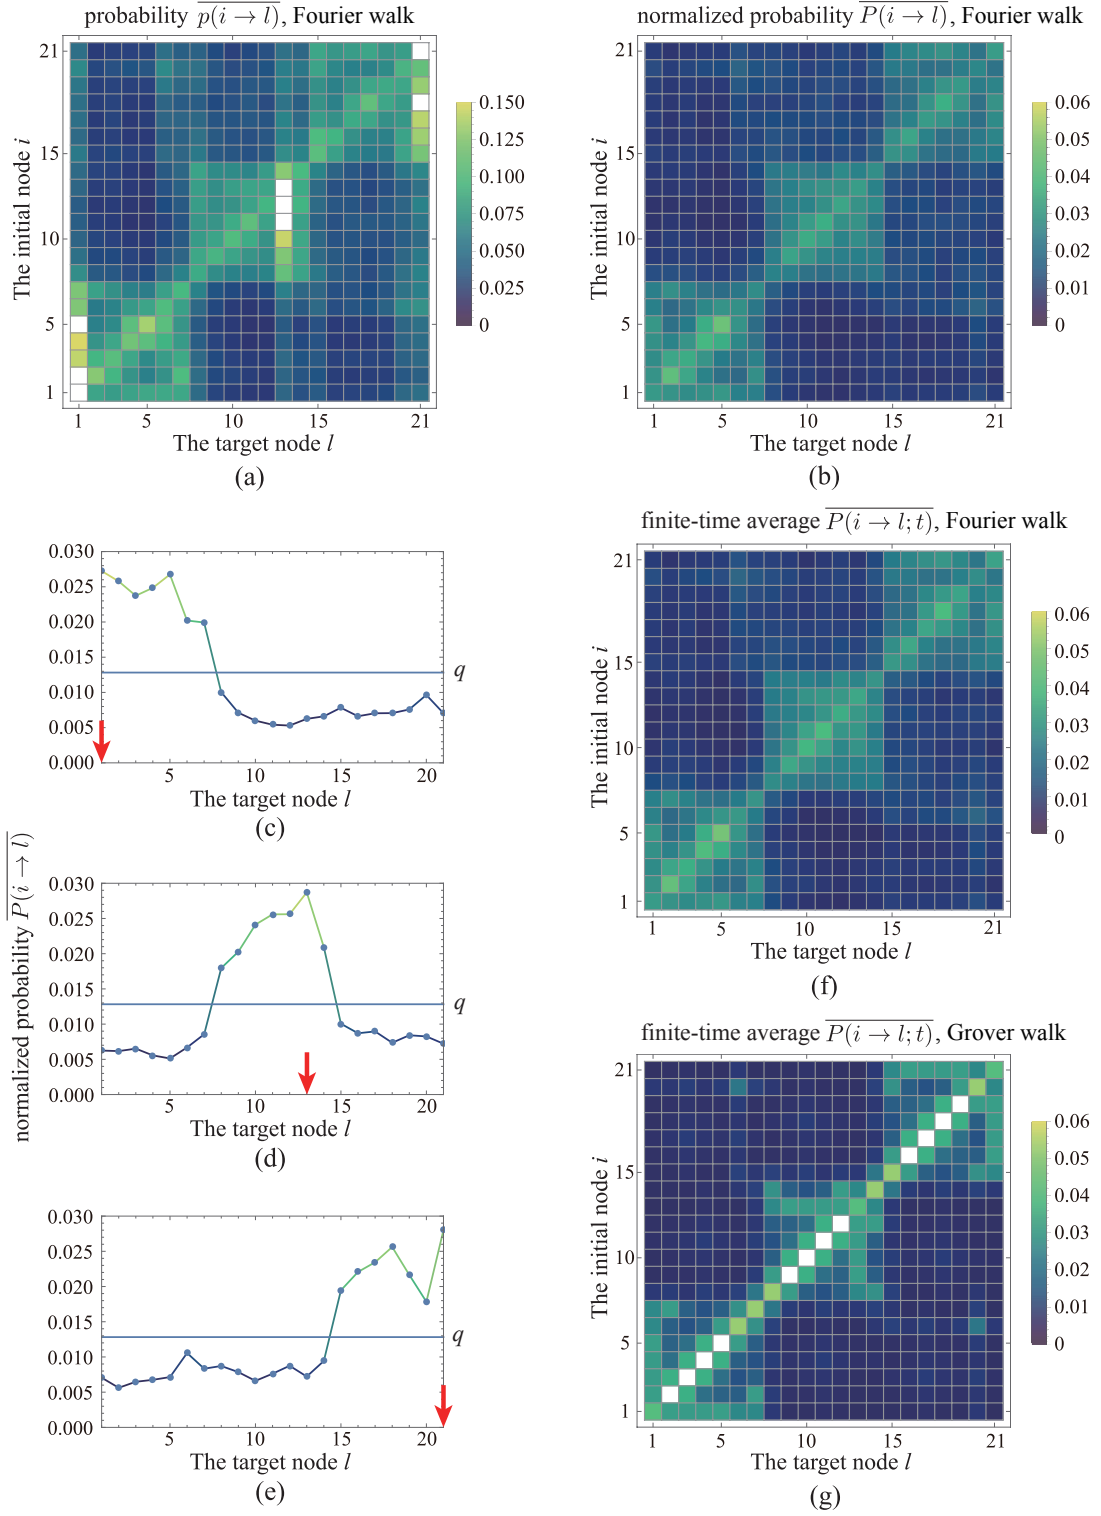 probability p(i → l), Fourier walk
21
15
10
5
1
The initial node i
1 5 10 15 21
The target node l
0.150
0.125
0.100
0.075
0.050
0.025
0
(a)
normalized probability P(i → l), Fourier walk
21
15
10
5
1
The initial node i
1 5 10 15 21
The target node l
0.06
0.05
0.04
0.03
0.02
0.01
0
(b)
normalized probability P(i → l)
0.030
0.025
0.020
0.015
0.010
0.005
0.000
q
5 10 15 20
The target node l
(c)
0.030
0.025
0.020
0.015
0.010
0.005
0.000
q
5 10 15 20
The target node l
(d)
0.030
0.025
0.020
0.015
0.010
0.005
0.000
q
5 10 15 20
The target node l
(e)
finite-time average P(i → l; t), Fourier walk
21
15
10
5
1
The initial node i
1 5 10 15 21
The target node l
0.06
0.05
0.04
0.03
0.02
0.01
0
(f)
finite-time average P(i → l; t), Grover walk
21
15
10
5
1
The initial node i
1 5 10 15 21
The target node l
0.06
0.05
0.04
0.03
0.02
0.01
0
(g)